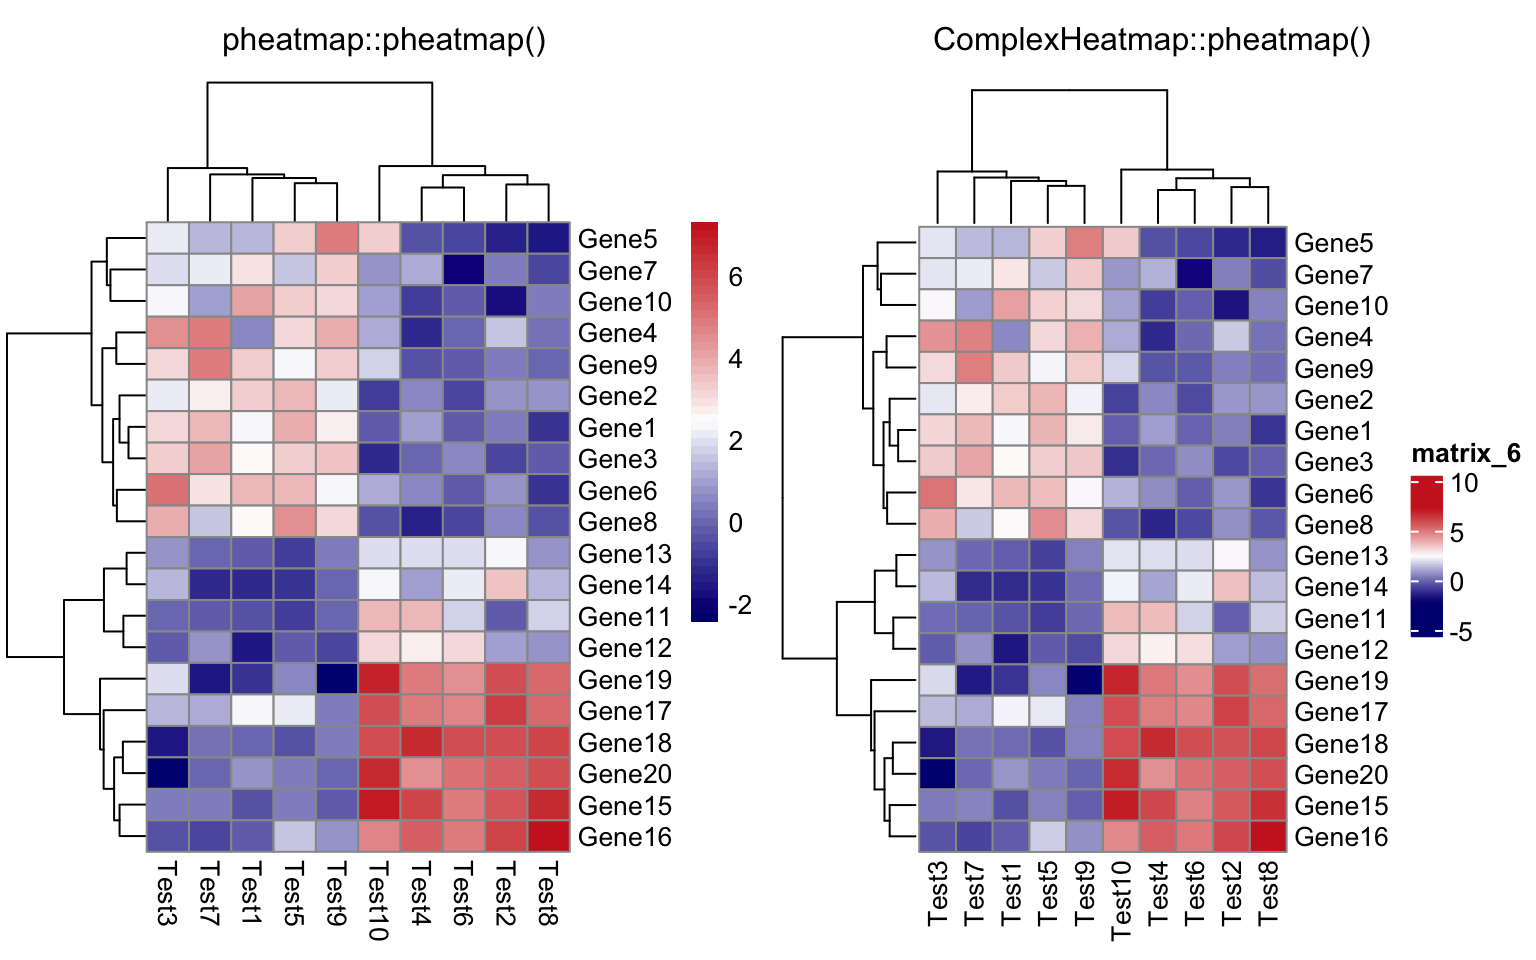 pheatmap::pheatmap()
Gene5
Gene7
Gene10
Gene4
Gene9
Gene2
Gene1
Gene3
Gene6
Gene8
Gene13
Gene14
Gene11
Gene12
Gene19
Gene17
Gene18
Gene20
Gene15
Gene16
Test3
Test7
Test1
Test5
Test9
Test10
Test4
Test6
Test2
Test8
6
4
2
0
-2
ComplexHeatmap::pheatmap()
Gene5
Gene7
Gene10
Gene4
Gene9
Gene2
Gene1
Gene3
Gene6
Gene8
Gene13
Gene14
Gene11
Gene12
Gene19
Gene17
Gene18
Gene20
Gene15
Gene16
Test3
Test7
Test1
Test5
Test9
Test10
Test4
Test6
Test2
Test8
matrix_6
10
5
0
-5